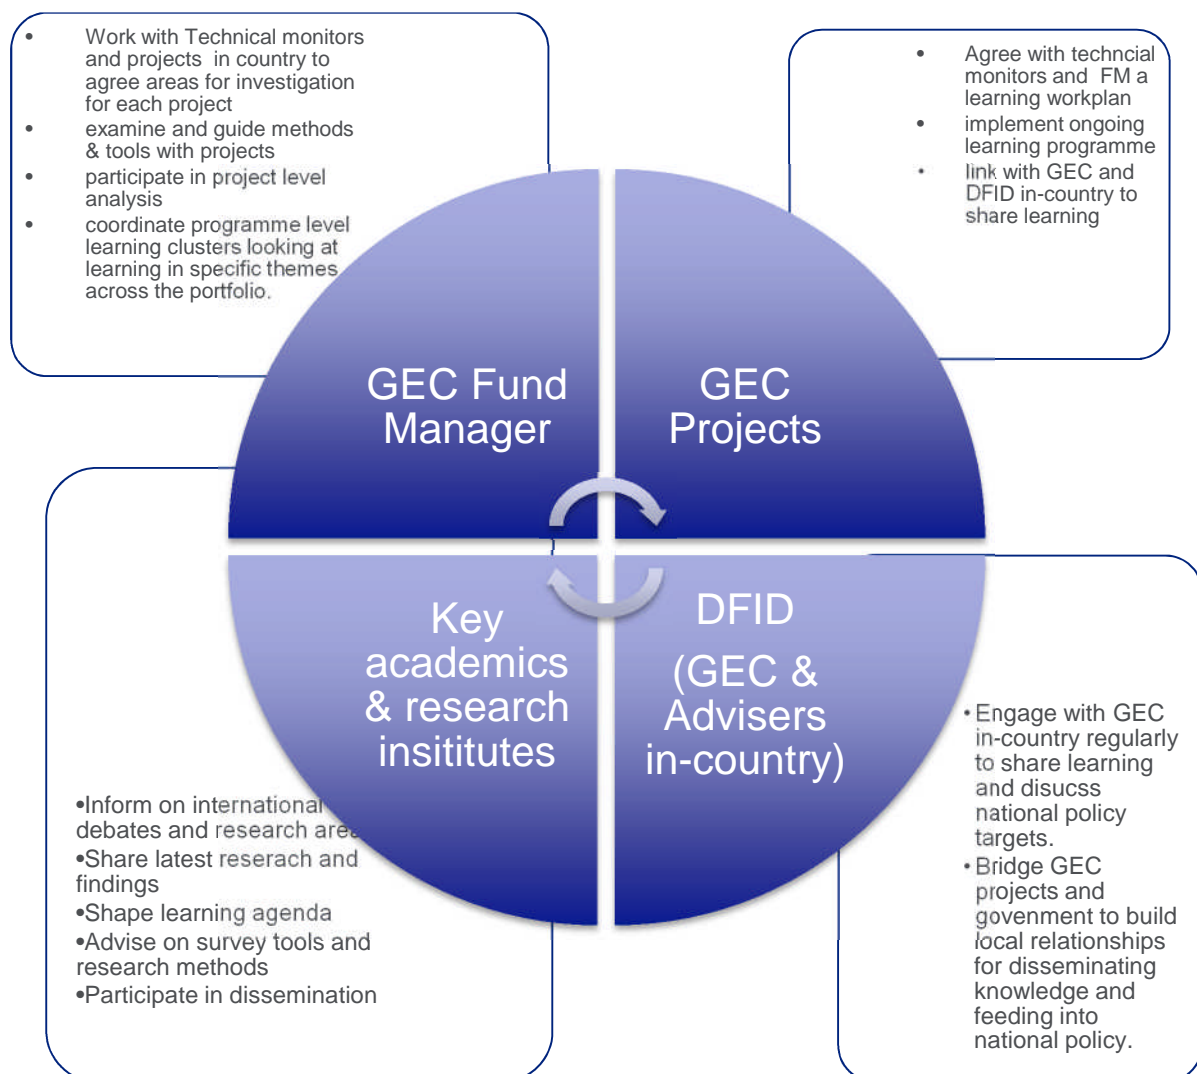 • Work with Technical monitors
and projects in country to
agree areas for investigation
for each project
• examine and guide methods
& tools with projects
• participate in project level
analysis
• coordinate programme level
learning clusters looking at
learning in specific themes
across the portfolio.
• Agree with techncial
monitors and FM a
learning workplan
• implement ongoing
learning programme
• link with GEC and
DFID in-country to
share learning
GEC Fund
Manager
GEC
Projects
Key
academics
& research
insititutes
DFID
(GEC &
Advisers
in-country)
•Inform on international
debates and research area
•Share latest reserach and
findings
•Shape learning agenda
•Advise on survey tools and
research methods
•Participate in dissemination
• Engage with GEC
in-country regularly
to share learning
and disucss
national policy
targets.
• Bridge GEC
projects and
govenment to build
local relationships
for disseminating
knowledge and
feeding into
national policy.